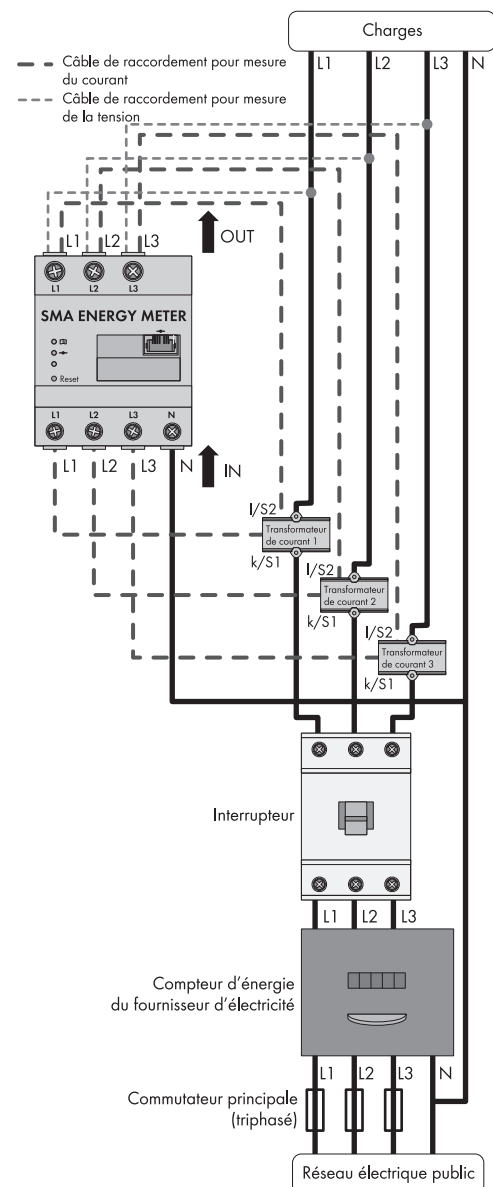 Charges
L1 L2 L3 N
Câble de raccordement pour mesure
du courant
Câble de raccordement pour mesure
de la tension
L1 L2 L3
OUT
L1 L2 L3
SMA ENERGY METER
Reset
L1 L2 L3 N
L1 L2 L3 N
IN
l/S2
Transformateur
de courant 1
k/S1
l/S2
Transformateur
de courant 2
k/S1
l/S2
Transformateur
de courant 3
k/S1
Interrupteur
L1 L2 L3
Compteur d'énergie
du fournisseur d'électricité
L1 L2 L3 N
Commutateur principale
(triphasé)
Réseau électrique public